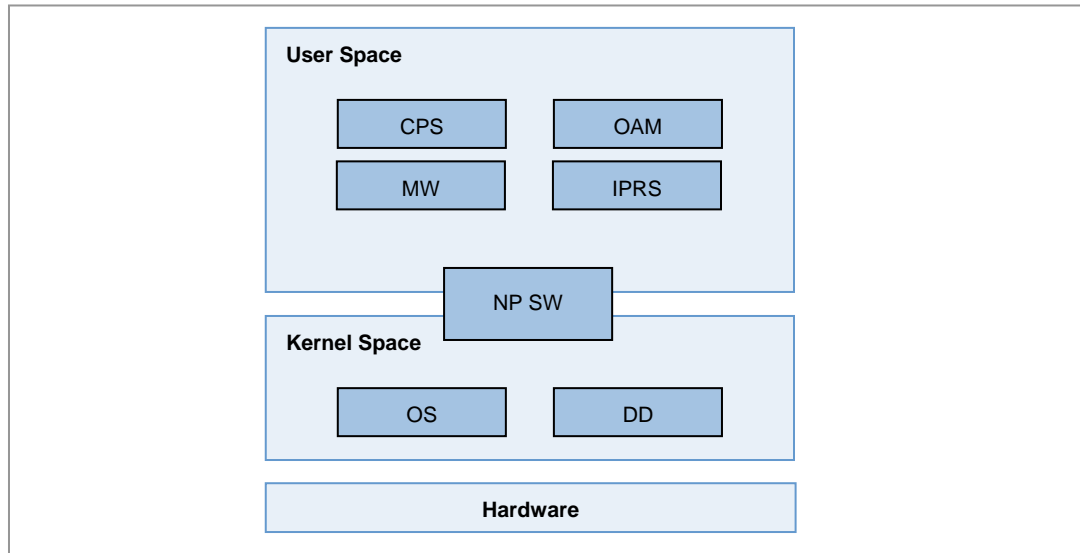 User Space
CPS
OAM
MW
IPRS
NP SW
Kernel Space
OS
DD
Hardware